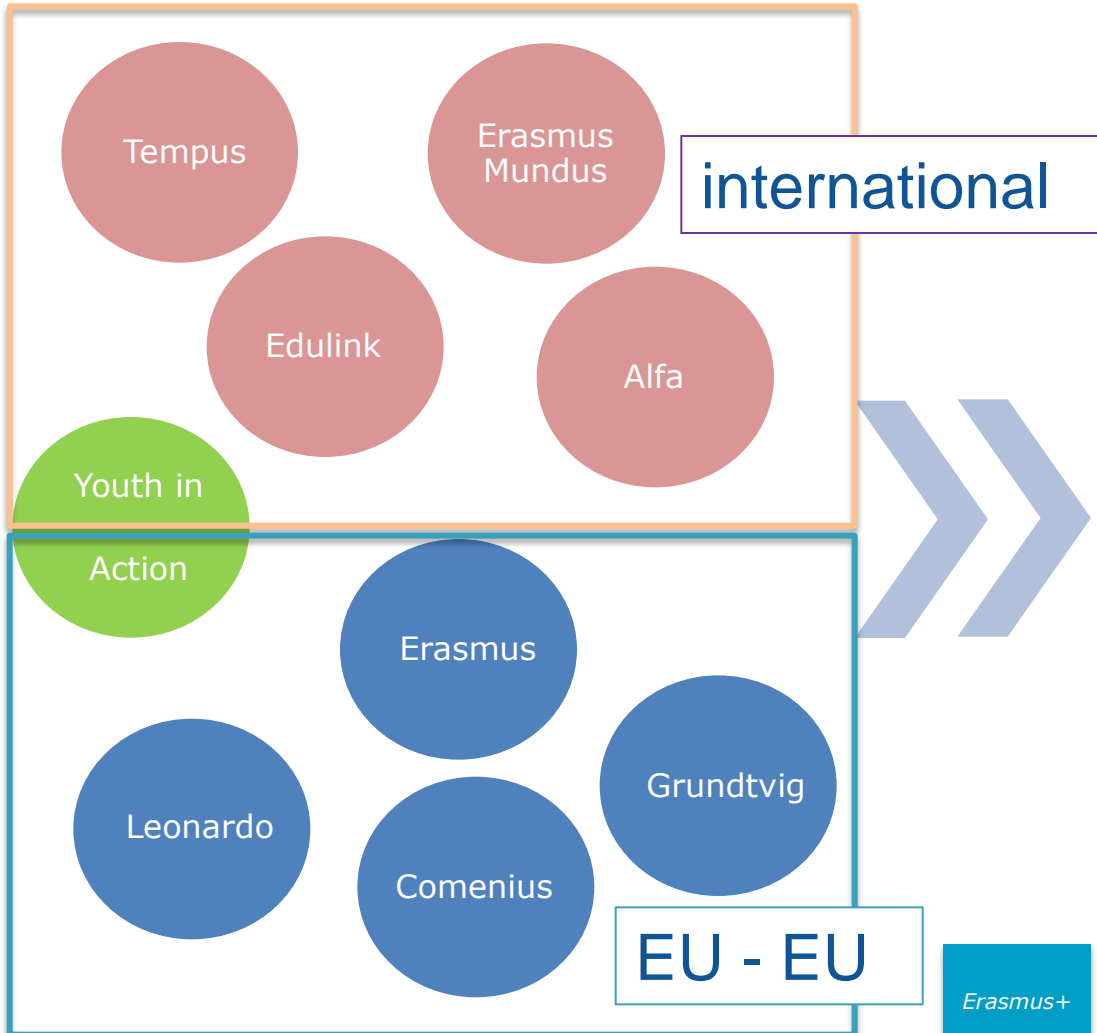 Tempus
Erasmus
Mundus
international
Edulink
Alfa
Youth in
Action
Erasmus
Grundtvig
Leonardo
Comenius
EU - EU
Erasmus+